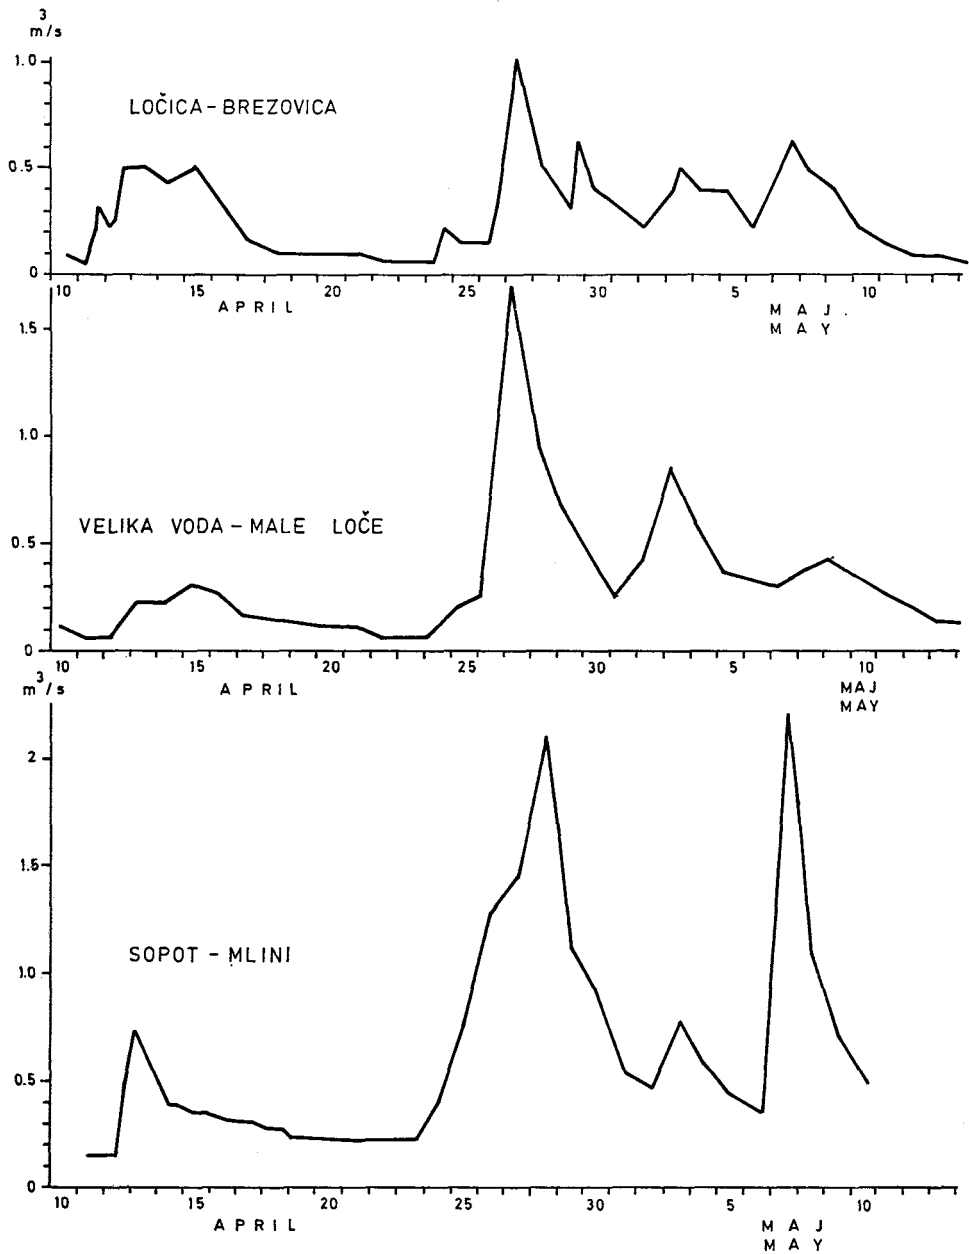 3
m/s
1.0
LOČICA – BREZOVICA
0.5
0
10 15 20 25 30 5 10
APRIL MAJ.
MAY
1.5
1.0
VELIKA VODA – MALE LOČE
0.5
0
10 15 20 25 30 5 10
m³/s APRIL MAJ
MAY
2
1.5
SOPOT – MLINI
1.0
0.5
0
10 15 20 25 30 5 10
APRIL MAJ
MAY